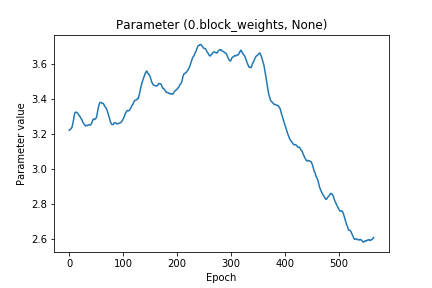 Parameter (0.block_weights, None)
Parameter value
3.6
3.4
3.2
3.0
2.8
2.6
0 100 200 300 400 500
Epoch